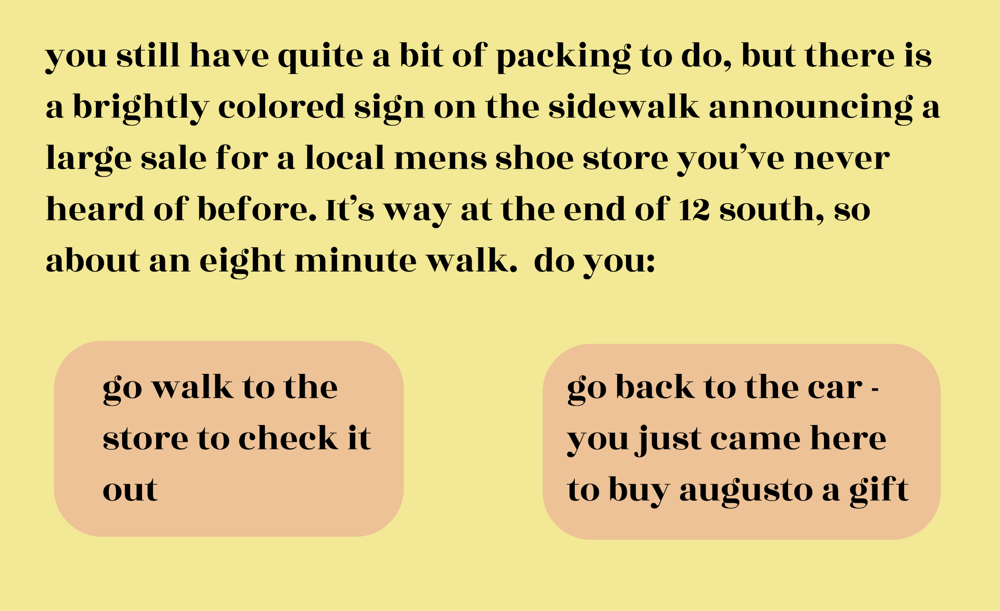 you still have quite a bit of packing to do, but there is
a brightly colored sign on the sidewalk announcing a
large sale for a local mens shoe store you’ve never
heard of before. It’s way at the end of 12 south, so
about an eight minute walk.  do you:
go walk to the
store to check it
out
go back to the car -
you just came here
to buy augusto a gift